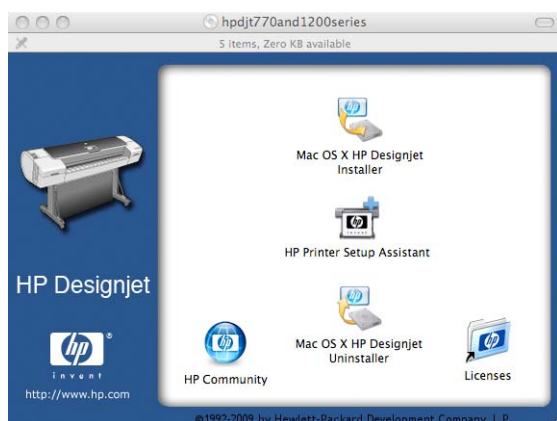 hpdjt770and1200series
5 items, Zero KB available
Mac OS X HP Designjet
Installer
HP Printer Setup Assistant
HP Designjet
Mac OS X HP Designjet
Uninstaller
HP Community
Licenses
hp
®
invent
http://www.hp.com
©1992-2009 by Hewlett-Packard Development Company, L.P.